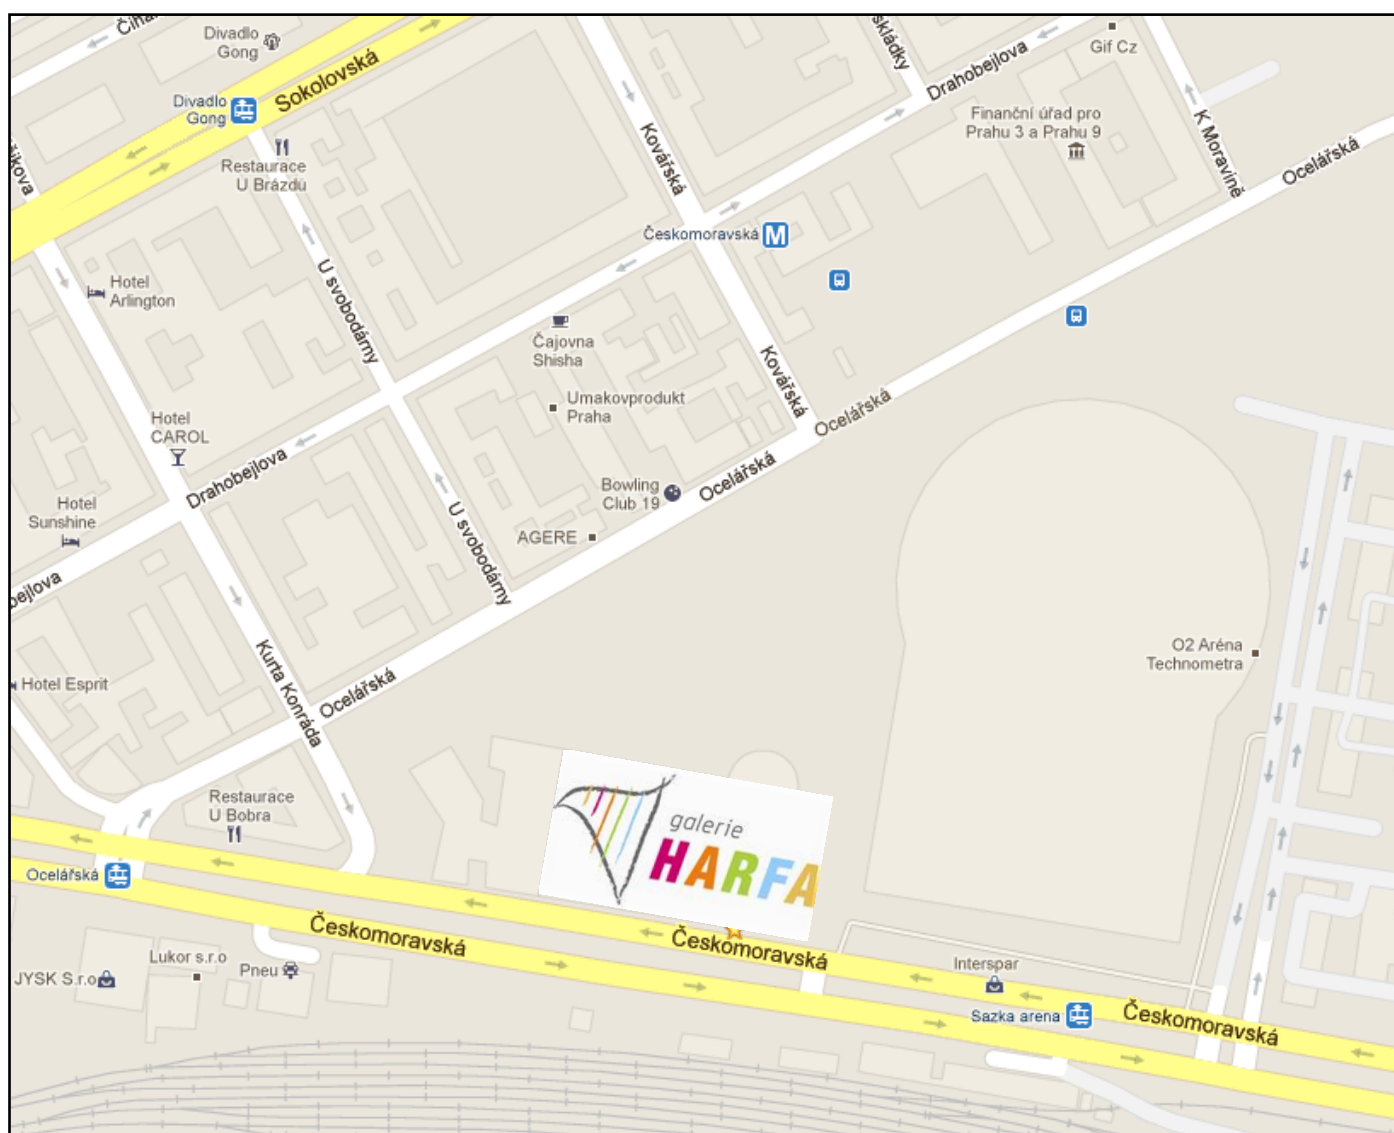 Divadlo
Gong
Sokolovská
Divadlo
Gong
Restaurace
U Brázdů
Kovářská
skládky
Drahobejlova
Gif Cz
Finanční úřad pro
Prahu 3 a Prahu 9
K Moravině
Ocelářská
Českomoravská M
Hotel
Arlington
U svobodárny
Čajovna
Shisha
Umakovprodukt
Praha
Kovářská
Ocelářská
Hotel
CAROL
Drahobejlova
Hotel
Sunshine
Bowling
Club 19
Ocelářská
AGERE
U svobodárny
bejlova
Kurta Konráda
Ocelářská
Hotel Esprit
O2 Aréna
Technometra
Restaurace
U Bobra
galerie
HARFA
Ocelářská
Českomoravská
Českomoravská
Lukor s.r.o
Pneu
JYSK S.r.o
Interspar
Sazka arena
Českomoravská